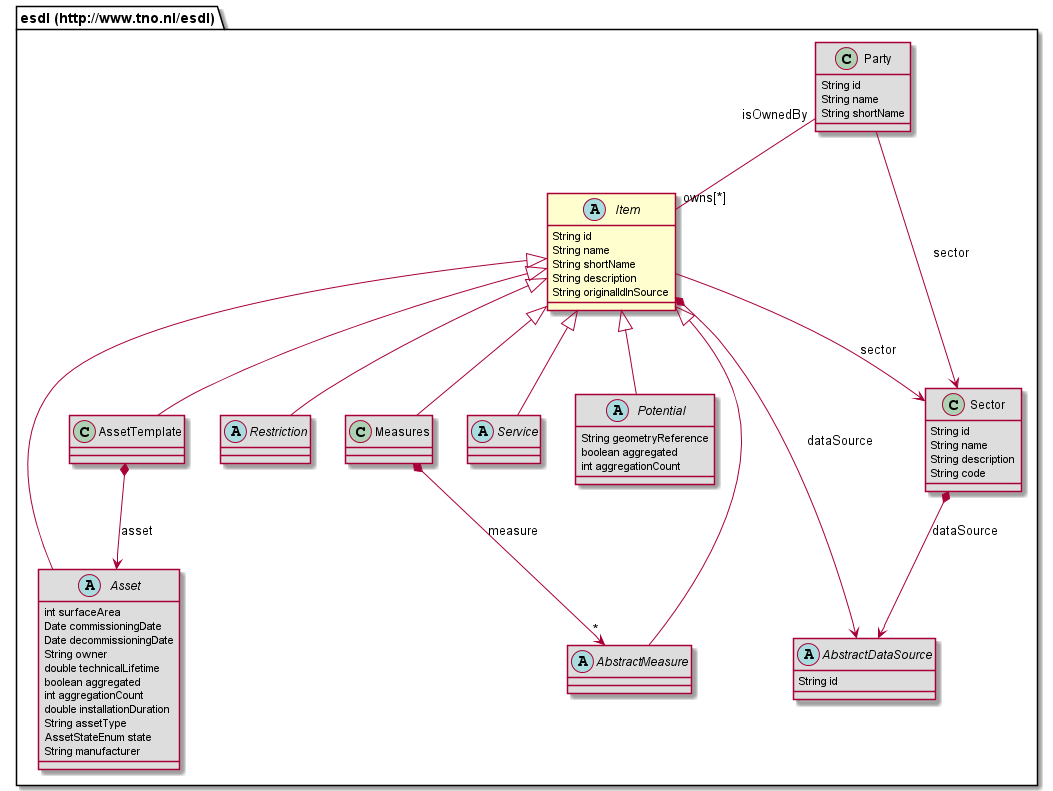 esdl (http://www.tno.nl/esdl)
C Party
String id
String name
String shortName
isOwnedBy
owns[*]
A Item
String id
String name
String shortName
String description
String originalIdInSource
sector
sector
C Sector
String id
String name
String description
String code
C AssetTemplate
A Restriction
C Measures
A Service
A Potential
String geometryReference
boolean aggregated
int aggregationCount
dataSource
asset
measure
dataSource
*
A Asset
int surfaceArea
Date commissioningDate
Date decommissioningDate
String owner
double technicalLifetime
boolean aggregated
int aggregationCount
double installationDuration
String assetType
AssetStateEnum state
String manufacturer
A AbstractMeasure
A AbstractDataSource
String id